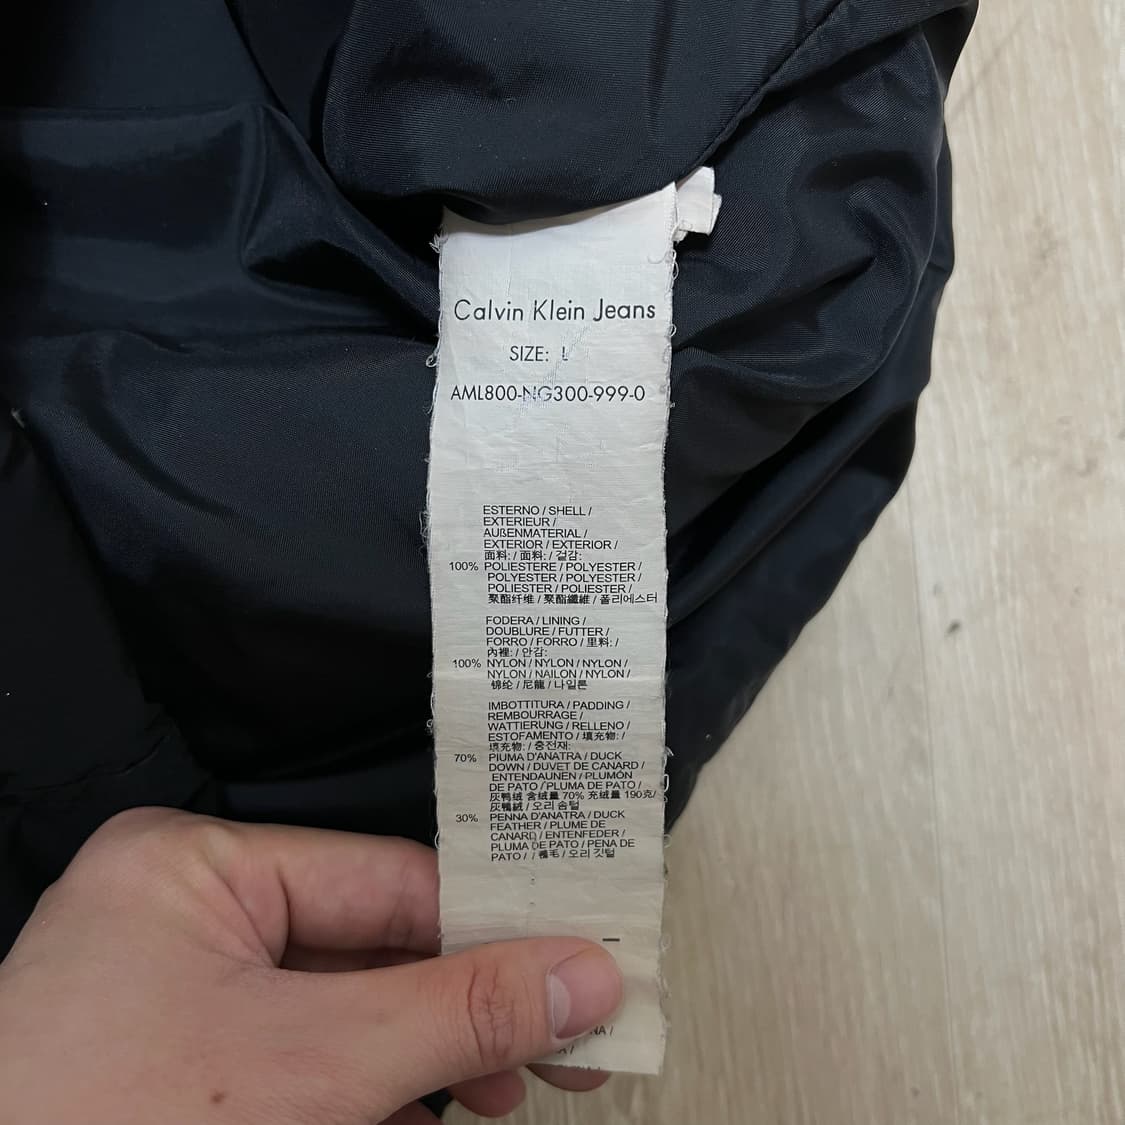 Calvin Klein Jeans
SIZE: L
AML800-NG300-999-0
ESTERNO / SHELL /
EXTERIEUR /
AUßENMATERIAL /
EXTERIOR / EXTERIOR /
面料: / 面料: / 겉감:
100% POLIESTERE / POLYESTER /
POLYESTER / POLYESTER /
POLIESTER / POLIESTER /
聚酯纤维 / 聚酯纖維 / 폴리에스터
FODERA / LINING /
DOUBLURE / FUTTER /
FORRO / FORRO / 里料: /
內裡: / 안감:
100% NYLON / NYLON / NYLON /
NYLON / NAILON / NYLON /
锦纶 / 尼龍 / 나일론
IMBOTTITURA / PADDING /
REMBOURRAGE /
WATTIERUNG / RELLENO /
ESTOFAMENTO / 填充物: /
填充物: / 충전재:
70% PIUMA D'ANATRA / DUCK
DOWN / DUVET DE CANARD /
ENTENDAUNEN / PLUMÓN
DE PATO / PLUMA DE PATO /
灰鸭绒 含绒量 70% 充绒量 190克/
灰鴨絨 / 오리 솜털
30% PENNA D'ANATRA / DUCK
FEATHER / PLUME DE
CANARD / ENTENFEDER /
PLUMA DE PATO / PENA DE
PATO / / 鴨毛 / 오리 깃털
NA /
A /